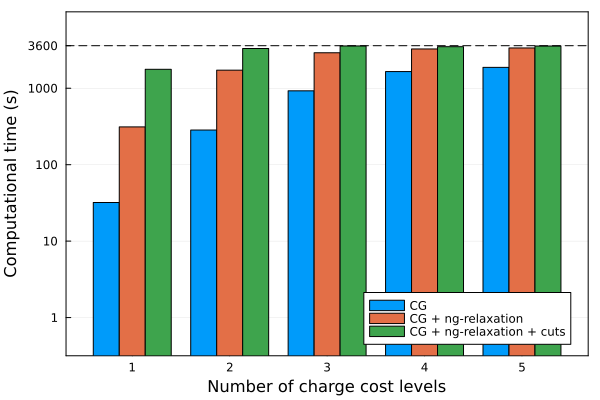 Computational time (s)
3600
1000
100
10
1
CG
CG + ng-relaxation
CG + ng-relaxation + cuts
1 2 3 4 5
Number of charge cost levels